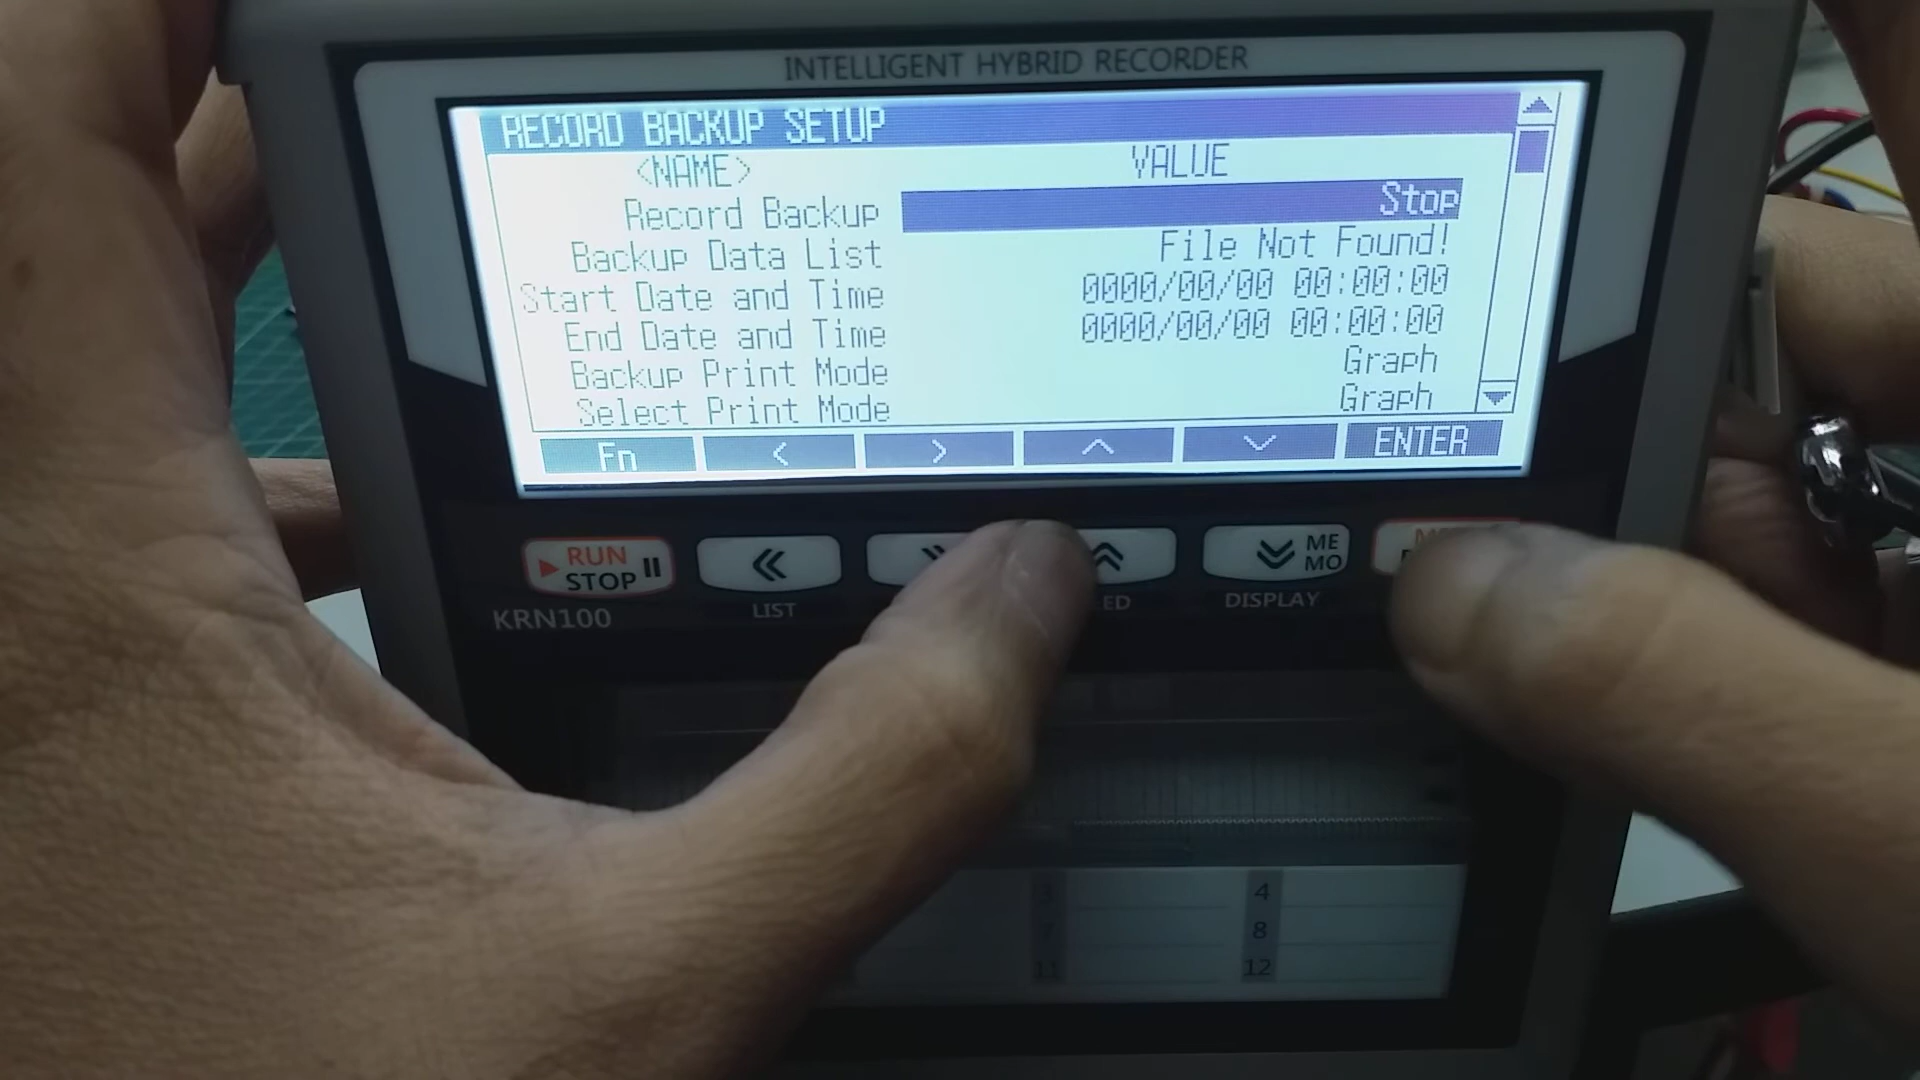 INTELLIGENT HYBRID RECORDER
RECORD BACKUP SETUP
<NAME> VALUE
Record Backup Stop
Backup Data List File Not Found!
Start Date and Time 0000/00/00 00:00:00
End Date and Time 0000/00/00 00:00:00
Backup Print Mode Graph
Select Print Mode Graph
Fn < > ENTER
RUN STOP
ME MO
KRN100 LIST DISPLAY
3 4
8
11 12